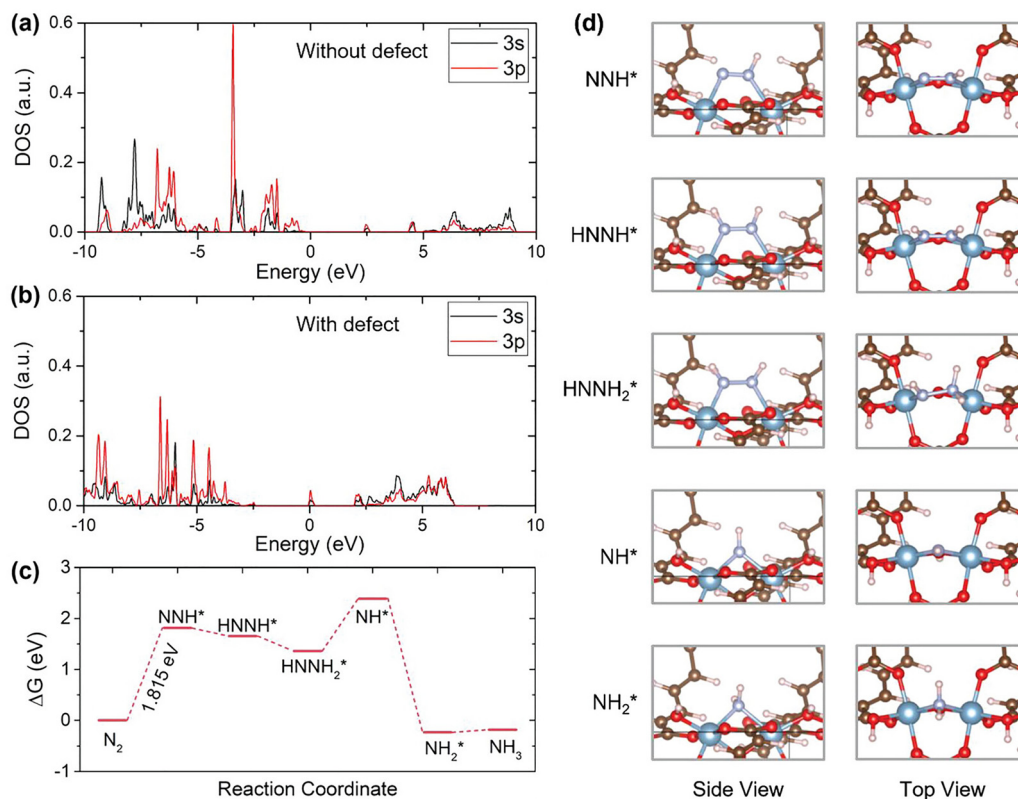 (a)
0.6
0.4
0.2
0.0
DOS (a.u.)
Without defect
3s
3p
-10
-5
0
5
10
Energy (eV)
(b)
0.6
0.4
0.2
0.0
DOS (a.u.)
With defect
3s
3p
-10
-5
0
5
10
Energy (eV)
(c)
3
2
1
0
-1
ΔG (eV)
N2
1.815 eV
NNH*
HNNH*
HNNH2*
NH*
NH2*
NH3
Reaction Coordinate
(d)
NNH*
HNNH*
HNNH2*
NH*
NH2*
Side View
Top View